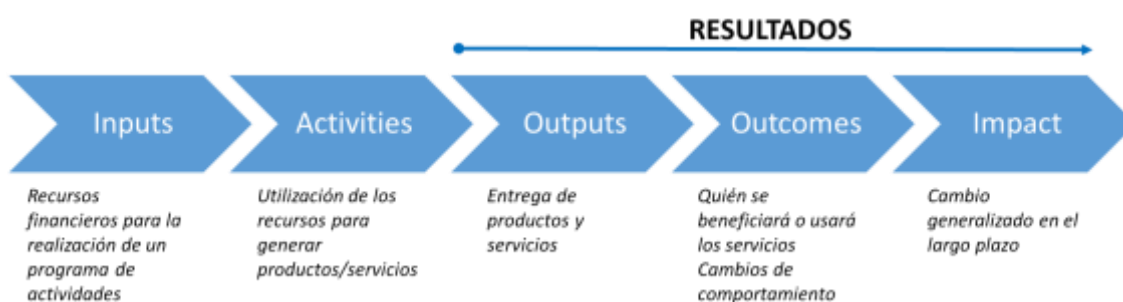 RESULTADOS
Inputs
Activities
Outputs
Outcomes
Impact
Recursos
financieros para la
realización de un
programa de
actividades
Utilización de los
recursos para
generar
productos/servicios
Entrega de
productos y
servicios
Quién se
beneficiará o usará
los servicios
Cambios de
comportamiento
Cambio
generalizado en el
largo plazo